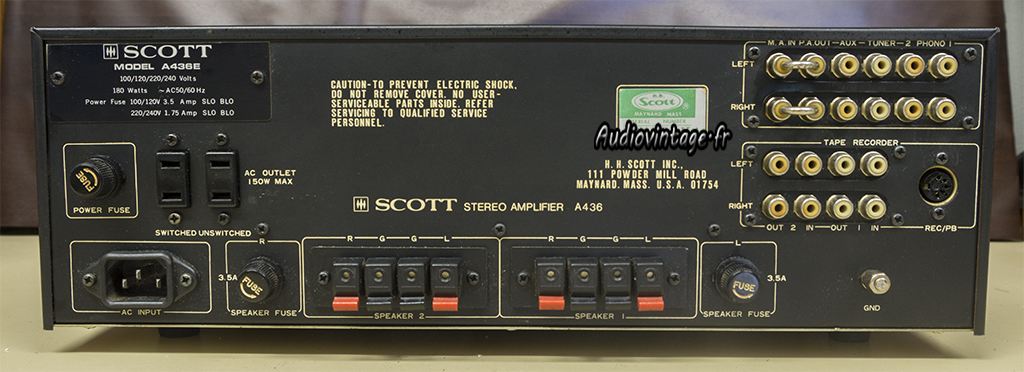 SCOTT
MODEL A436E
100/120/220/240 Volts
180 Watts ~AC50/60Hz
Power Fuse 100/120V 3.5 Amp SLO BLO
220/240V 1.75 Amp SLO BLO
CAUTION-TO PREVENT ELECTRIC SHOCK,
DO NOT REMOVE COVER. NO USER-
SERVICEABLE PARTS INSIDE. REFER
SERVICING TO QUALIFIED SERVICE
PERSONNEL.
H.H.
Scott
MAYNARD MASS
SERIAL NUMBER
Audiovintage.fr
H. H. SCOTT INC.,
111 POWDER MILL ROAD
MAYNARD. MASS. U.S.A. 01754
M.A.IN P.A.OUT -AUX- TUNER- 2 PHONO 1
LEFT
RIGHT
TAPE RECORDER
LEFT
RIGHT
OUT 2 IN OUT 1 IN
REC/PB
FUSE
POWER FUSE
AC OUTLET
150W MAX
SWITCHED UNSWITCHED
SCOTT STEREO AMPLIFIER A436
AC INPUT
R
3.5A
FUSE
SPEAKER FUSE
R G G L
SPEAKER 2
R G G L
SPEAKER 1
L
3.5A
FUSE
SPEAKER FUSE
GND